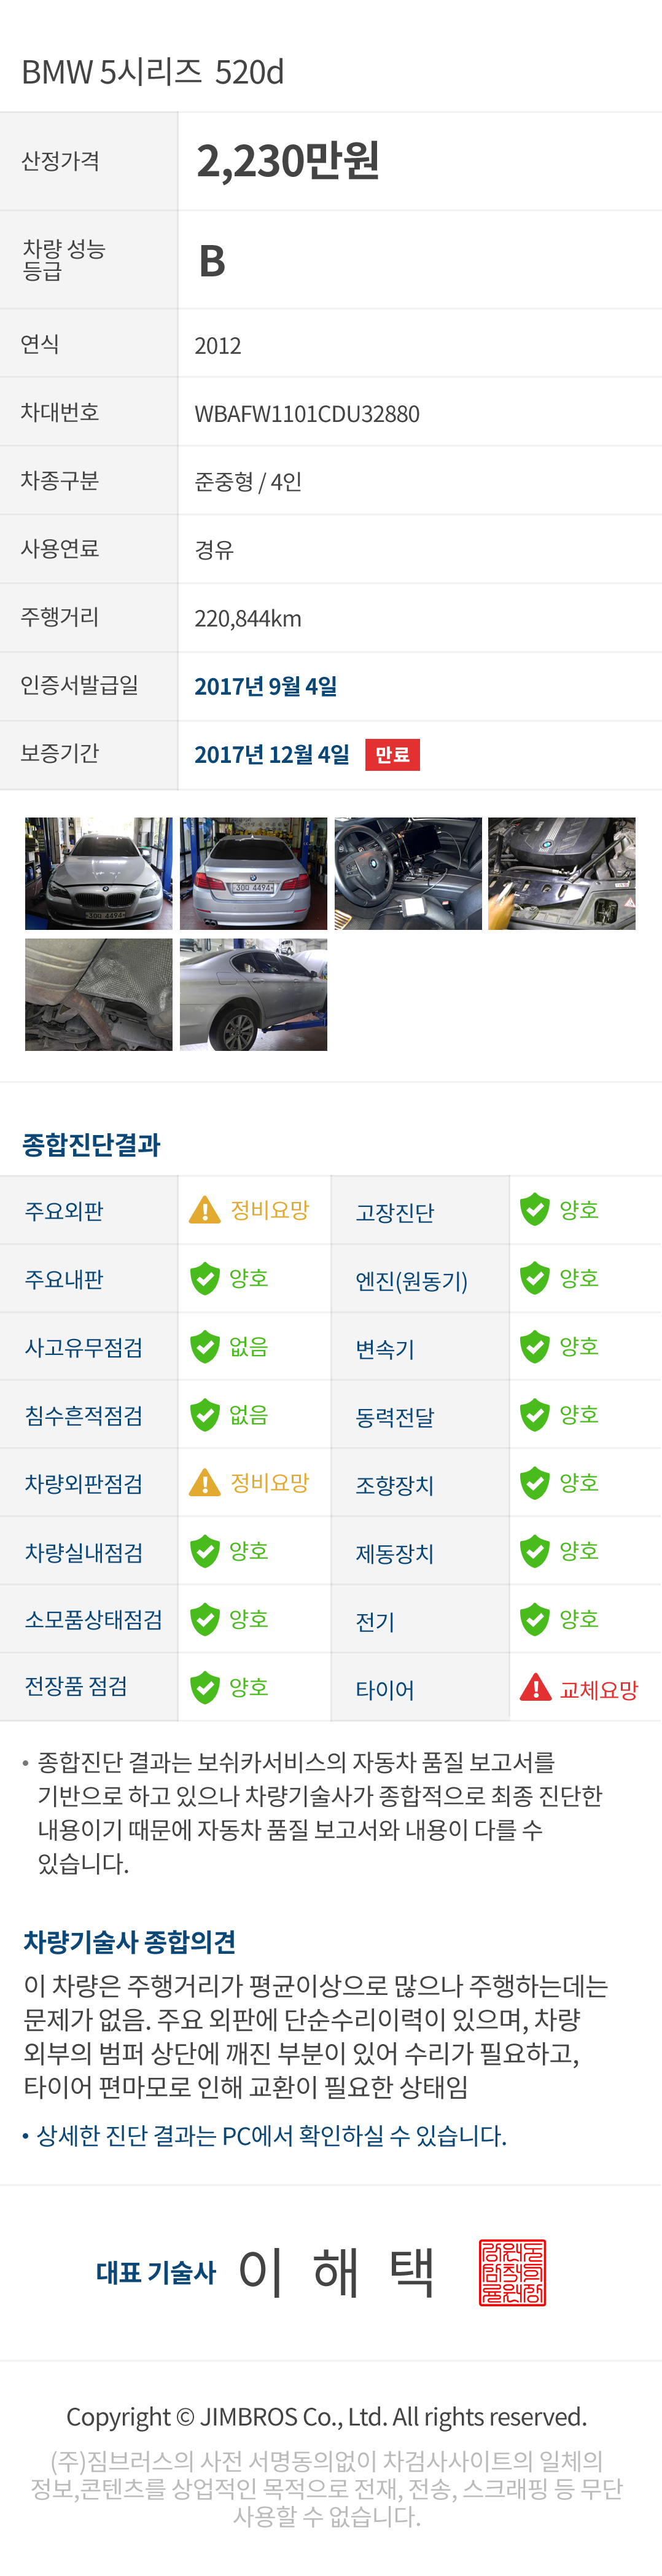 BMW 5시리즈 520d
산정가격
2,230만원
차량 성능
등급
B
연식
2012
차대번호
WBAFW1101CDU32880
차종구분
준중형 / 4인
사용연료
경유
주행거리
220,844km
인증서발급일
2017년 9월 4일
보증기간
2017년 12월 4일 만료
종합진단결과
주요외판 정비요망 고장진단 양호
주요내판 양호 엔진(원동기) 양호
사고유무점검 없음 변속기 양호
침수흔적점검 없음 동력전달 양호
차량외판점검 정비요망 조향장치 양호
차량실내점검 양호 제동장치 양호
소모품상태점검 양호 전기 양호
전장품 점검 양호 타이어 교체요망
• 종합진단 결과는 보쉬카서비스의 자동차 품질 보고서를
기반으로 하고 있으나 차량기술사가 종합적으로 최종 진단한
내용이기 때문에 자동차 품질 보고서와 내용이 다를 수
있습니다.
차량기술사 종합의견
이 차량은 주행거리가 평균이상으로 많으나 주행하는데는
문제가 없음. 주요 외판에 단순수리이력이 있으며, 차량
외부의 범퍼 상단에 깨진 부분이 있어 수리가 필요하고,
타이어 편마모로 인해 교환이 필요한 상태임
• 상세한 진단 결과는 PC에서 확인하실 수 있습니다.
대표 기술사 이 해 택
Copyright © JIMBROS Co., Ltd. All rights reserved.
(주)짐브러스의 사전 서명동의없이 차검사사이트의 일체의
정보,콘텐츠를 상업적인 목적으로 전재, 전송, 스크래핑 등 무단
사용할 수 없습니다.